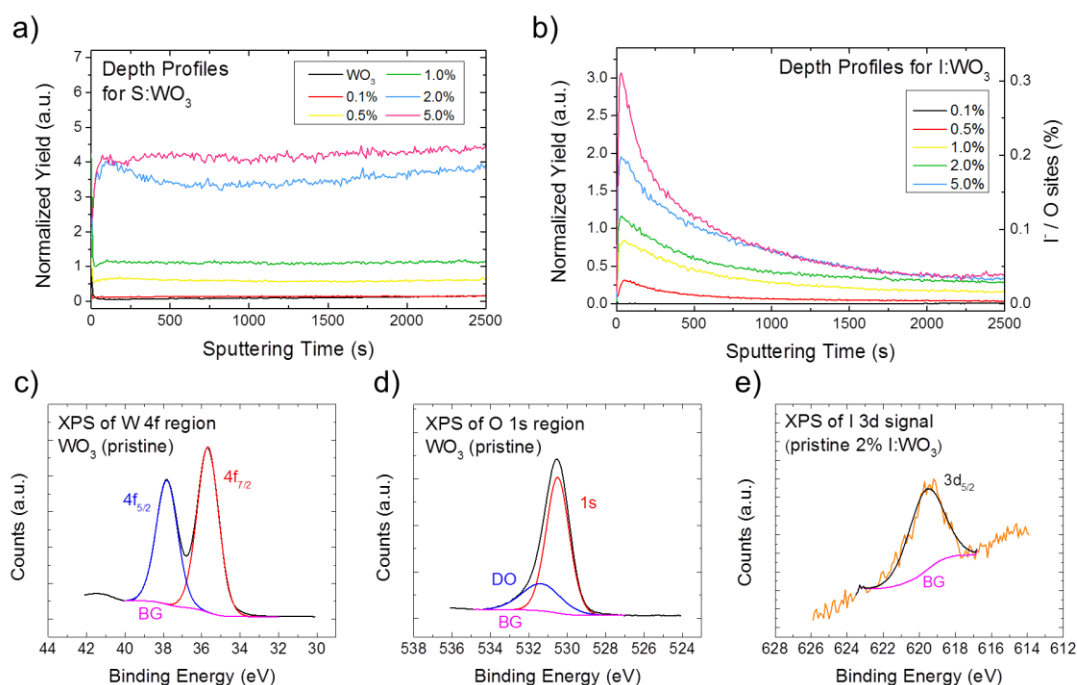 a)
Depth Profiles
for S:WO₃
WO₃
0.1%
0.5%
1.0%
2.0%
5.0%
Normalized Yield (a.u.)
7
6
5
4
3
2
1
0
0 500 1000 1500 2000 2500
Sputtering Time (s)
b)
Depth Profiles for I:WO₃
0.1%
0.5%
1.0%
2.0%
5.0%
Normalized Yield (a.u.)
3.0
2.5
2.0
1.5
1.0
0.5
0.0
0.3
0.2
0.1
0.0
I⁻ / O sites (%)
0 500 1000 1500 2000 2500
Sputtering Time (s)
c)
XPS of W 4f region
WO₃ (pristine)
4f₇/₂
4f₅/₂
BG
Counts (a.u.)
44 42 40 38 36 34 32 30
Binding Energy (eV)
d)
XPS of O 1s region
WO₃ (pristine)
1s
DO
BG
Counts (a.u.)
538 536 534 532 530 528 526 524
Binding Energy (eV)
e)
XPS of I 3d signal
(pristine 2% I:WO₃)
3d₅/₂
BG
Counts (a.u.)
628 626 624 622 620 618 616 614 612
Binding Energy (eV)